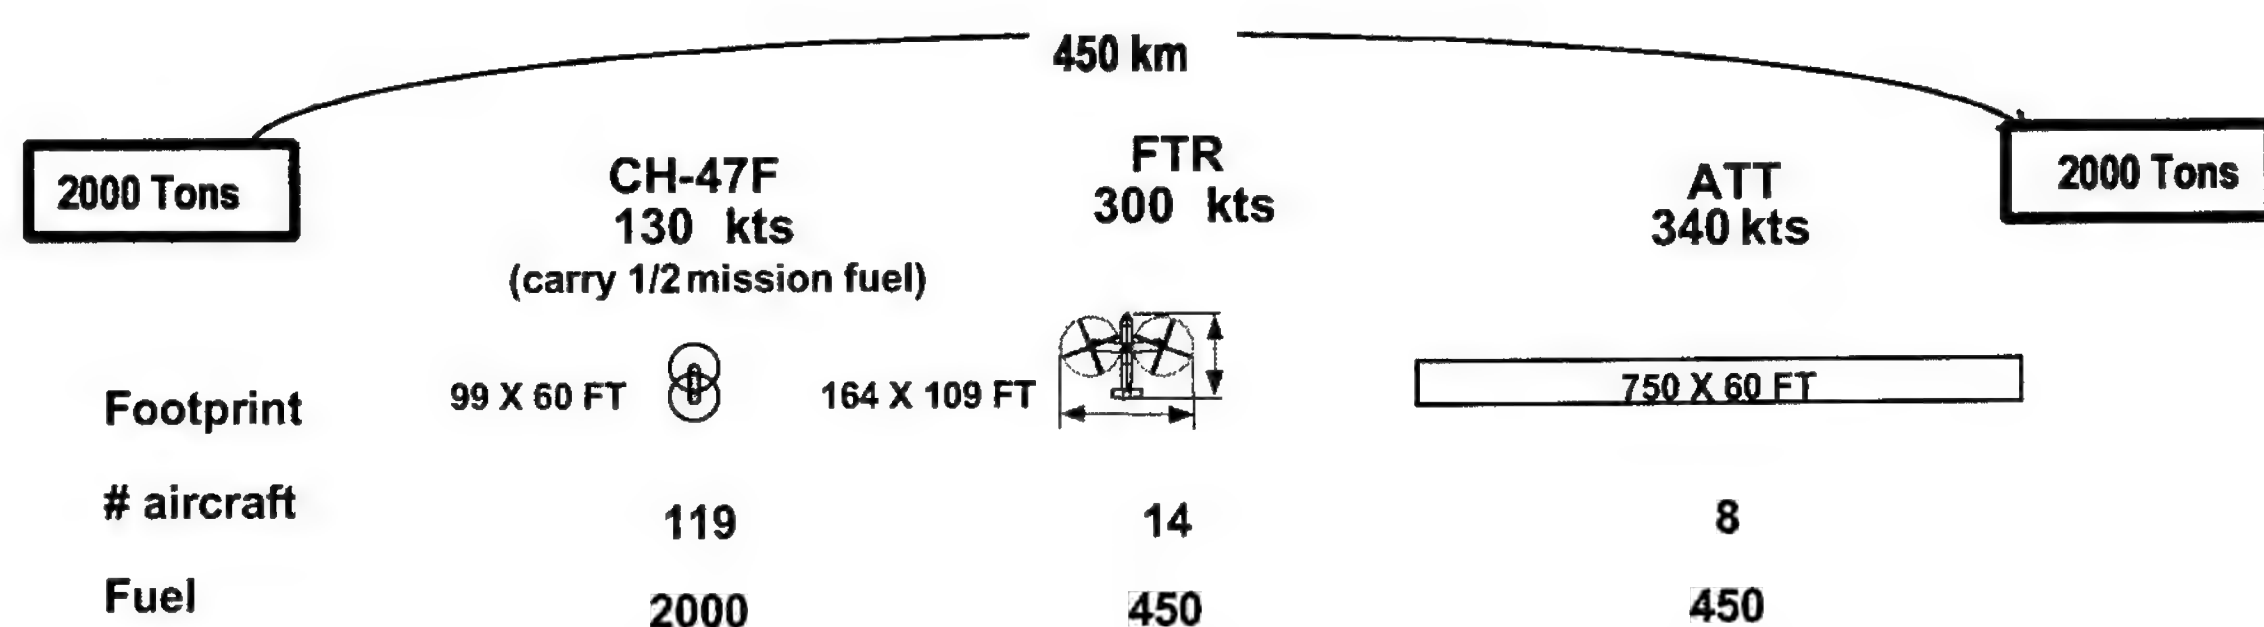 450 km
2000 Tons
2000 Tons
CH-47F
130 kts
(carry 1/2 mission fuel)
FTR
300 kts
ATT
340 kts
Footprint
99 X 60 FT
164 X 109 FT
750 X 60 FT
# aircraft
119
14
8
Fuel
2000
450
450